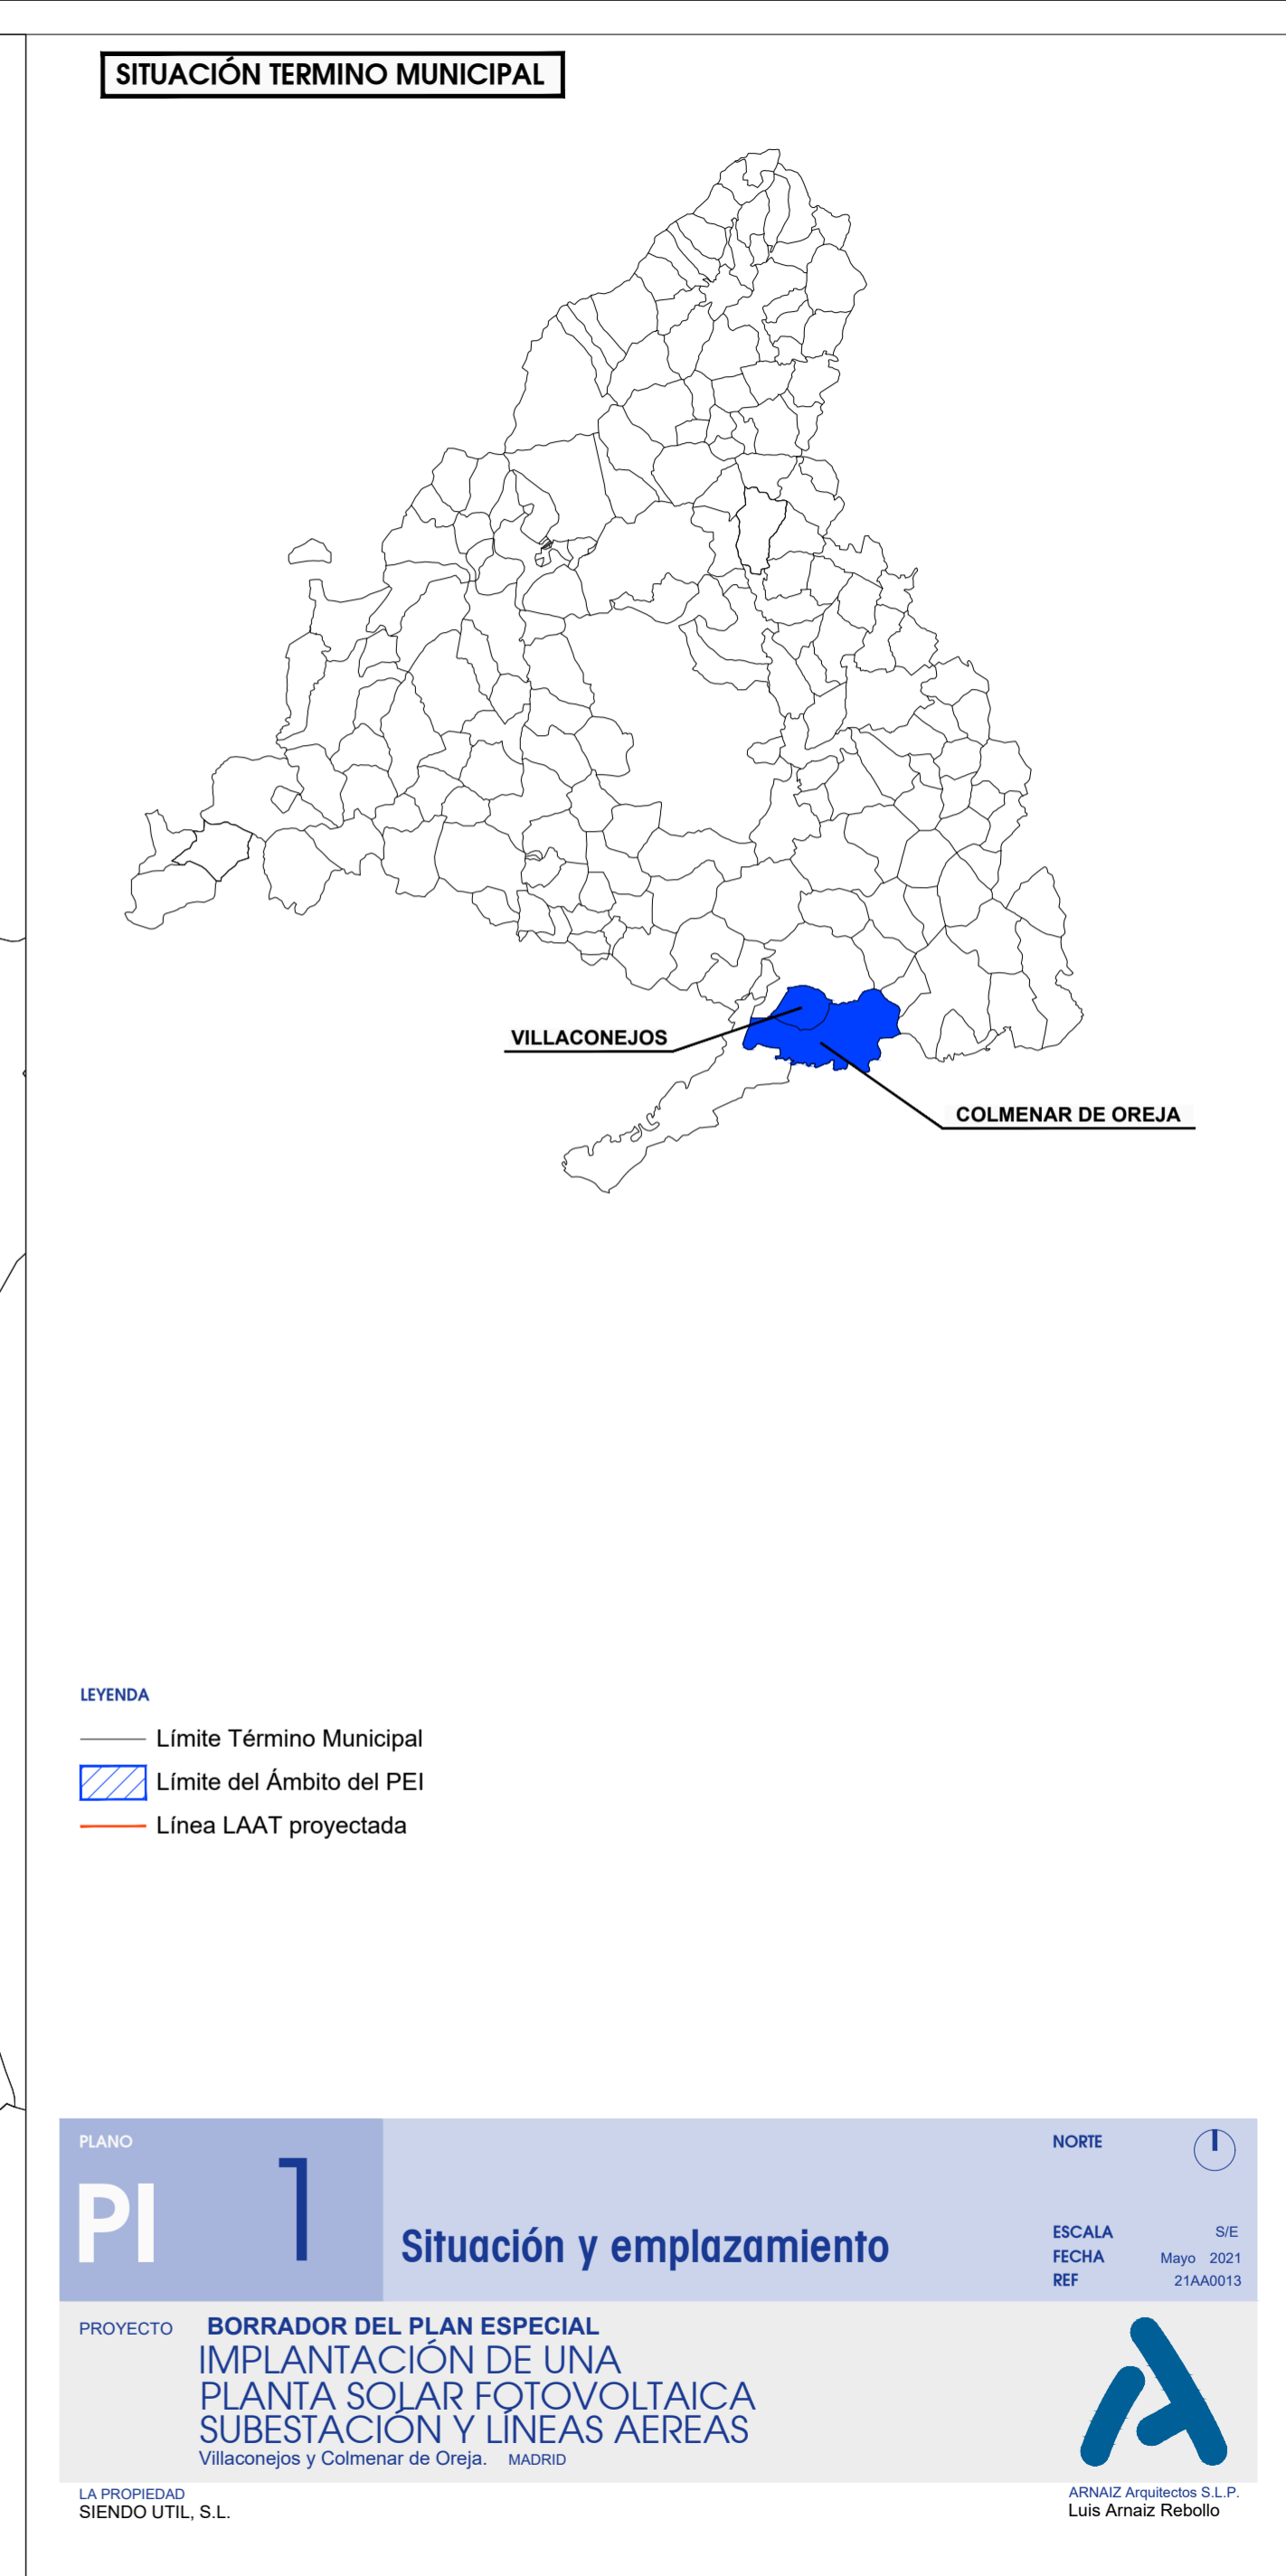 SITUACIÓN TERMINO MUNICIPAL
VILLACONEJOS
COLMENAR DE OREJA
LEYENDA
Límite Término Municipal
Límite del Ámbito del PEI
Línea LAAT proyectada
PLANO
PI 1
Situación y emplazamiento
NORTE
ESCALA S/E
FECHA Mayo 2021
REF 21AA0013
PROYECTO BORRADOR DEL PLAN ESPECIAL
IMPLANTACIÓN DE UNA
PLANTA SOLAR FOTOVOLTAICA
SUBESTACIÓN Y LÍNEAS AEREAS
Villaconejos y Colmenar de Oreja. MADRID
LA PROPIEDAD
SIENDO UTIL, S.L.
ARNAIZ Arquitectos S.L.P.
Luis Arnaiz Rebollo